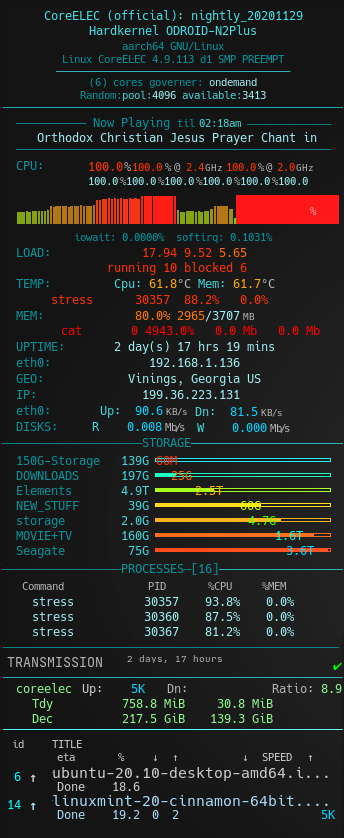 CoreELEC (official): nightly_20201129
Hardkernel ODROID-N2Plus
aarch64 GNU/Linux
Linux CoreELEC 4.9.113 d1 SMP PREEMPT
(6) cores governer: ondemand
Random:pool:4096 available:3413
Now Playing til 02:18am
Orthodox Christian Jesus Prayer Chant in
CPU: 100.0%100.0 %@ 2.4GHz 100.0 %@ 2.0GHz
100.0%100.0%100.0%100.0%100.0%100.0
%
iowait: 0.0000% softirq: 0.1031%
LOAD: 17.94 9.52 5.65
running 10 blocked 6
TEMP: Cpu: 61.8°C Mem: 61.7°C
stress 30357 88.2% 0.0%
MEM: 80.0% 2965/3707 MB
cat 0 4943.0% 0.0 Mb 0.0 Mb
UPTIME: 2 day(s) 17 hrs 19 mins
eth0: 192.168.1.136
GEO: Vinings, Georgia US
IP: 199.36.223.131
eth0: Up: 90.6 KB/s Dn: 81.5 KB/s
DISKS: R 0.008 Mb/s W 0.000 Mb/s
STORAGE
150G-Storage 139G 60M
DOWNLOADS 197G 25G
Elements 4.9T 2.5T
NEW_STUFF 39G 60G
storage 2.0G 4.7G
MOVIE+TV 160G 1.6T
Seagate 75G 3.6T
PROCESSES-[16]
Command PID %CPU %MEM
stress 30357 93.8% 0.0%
stress 30360 87.5% 0.0%
stress 30367 81.2% 0.0%
TRANSMISSION 2 days, 17 hours ✔
coreelec Up: 5K Dn: Ratio: 8.9
Tdy 758.8 MiB 30.8 MiB
Dec 217.5 GiB 139.3 GiB
id TITLE
eta % ↓ ↑ ↓ SPEED ↑
6 ↑ ubuntu-20.10-desktop-amd64.i...
Done 18.6
14 ↑ linuxmint-20-cinnamon-64bit....
Done 19.2 0 2 5K